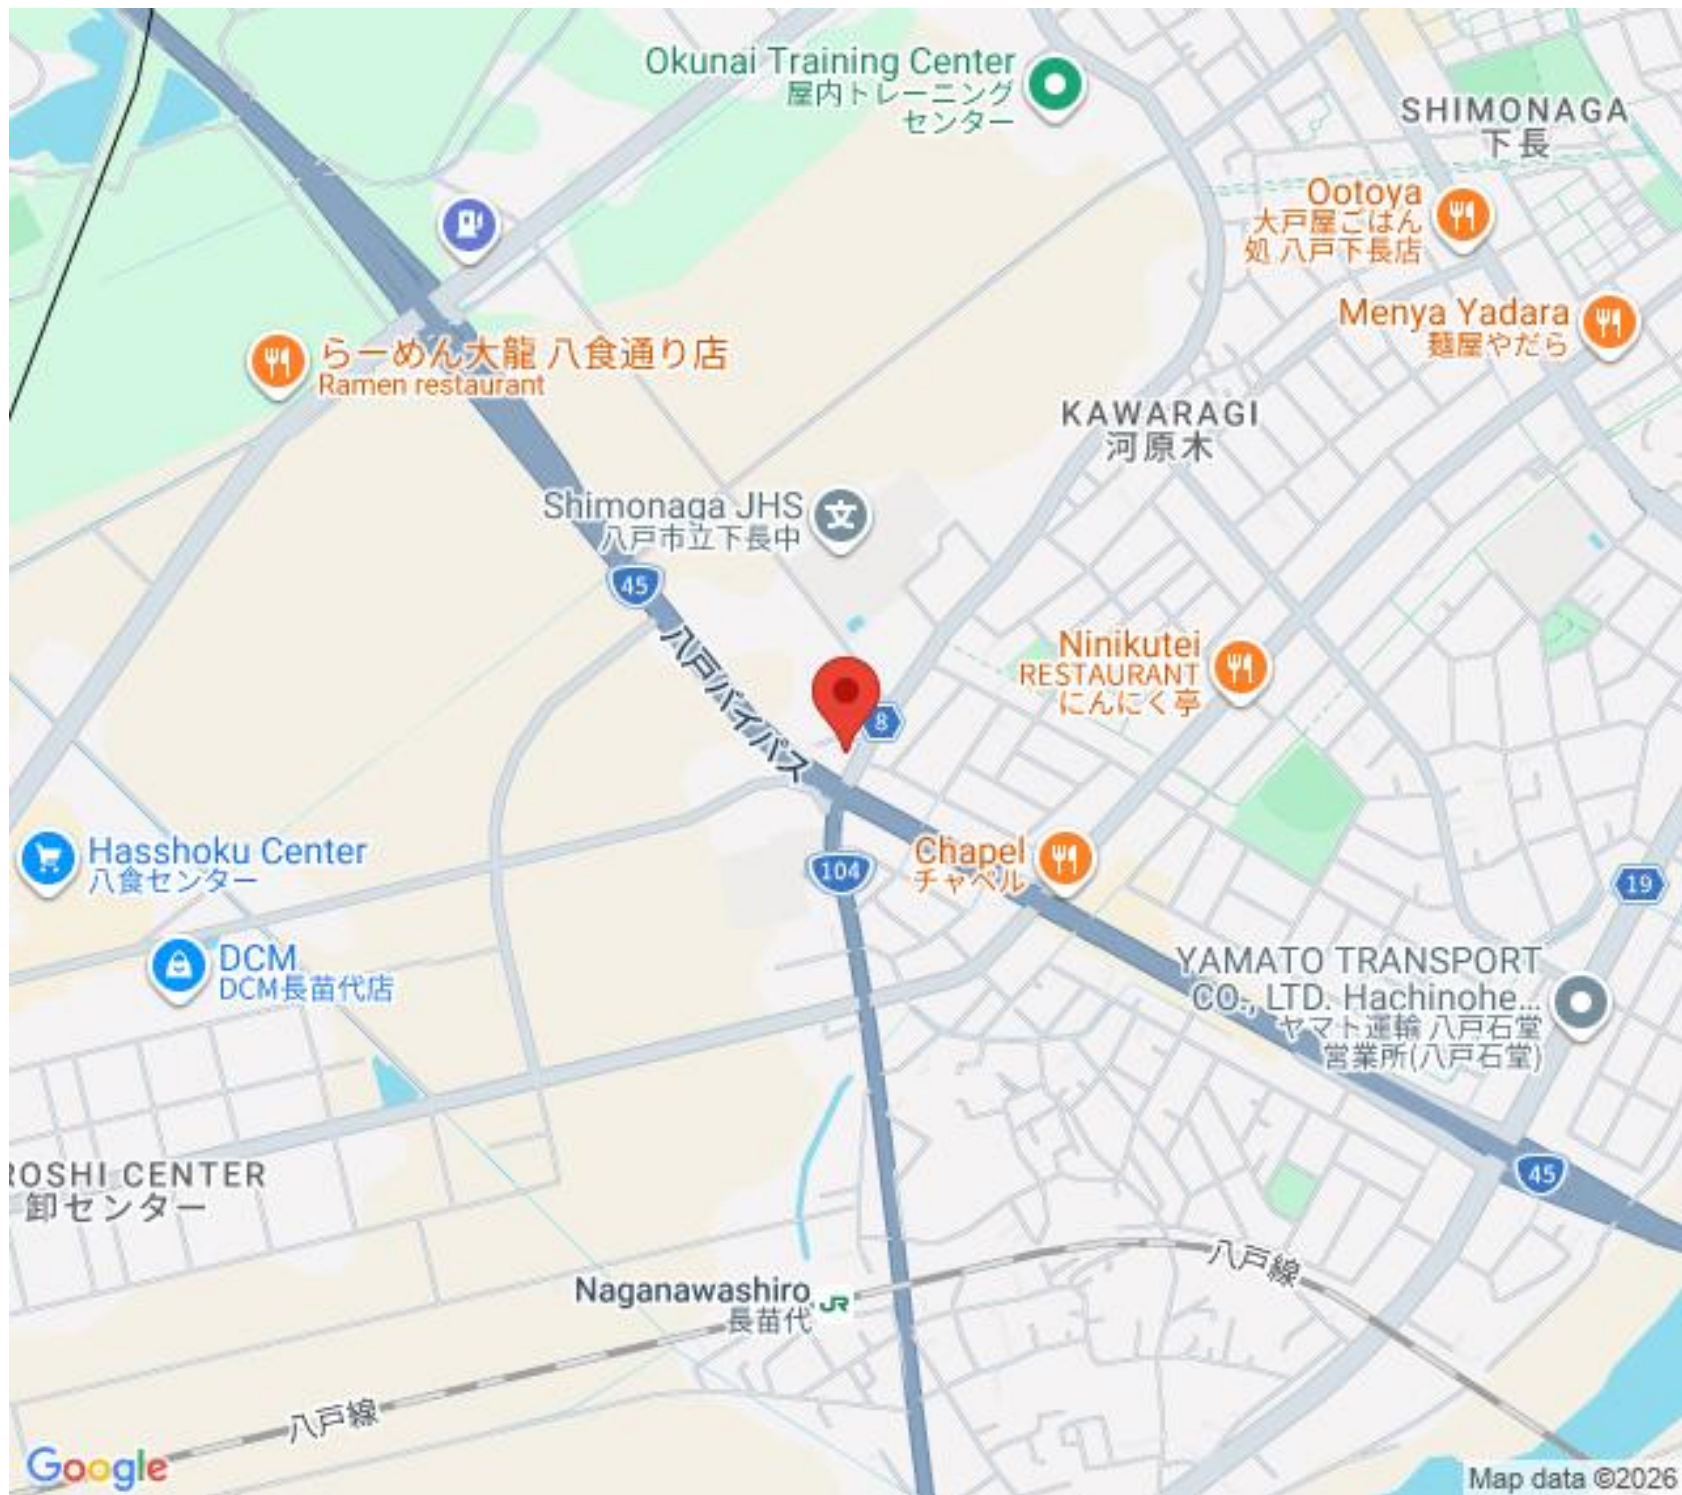 Okunai Training Center
屋内トレーニング
センター
SHIMONAGA
下長
Ootoya
大戸屋ごはん
処 八戸下長店
Menya Yadara
麺屋やだら
らーめん大龍 八食通り店
Ramen restaurant
KAWARAGI
河原木
Shimonaga JHS
八戸市立下長中
文
45
八戸バイパス
Ninikutei
RESTAURANT
にんにく亭
8
Hasshoku Center
八食センター
104
Chapel
チャペル
19
DCM
DCM長苗代店
YAMATO TRANSPORT
CO., LTD. Hachinohe...
ヤマト運輸 八戸石堂
営業所(八戸石堂)
ROSHI CENTER
卸センター
45
八戸線
Naganawashiro
長苗代
JR
八戸線
Google
Map data ©2026